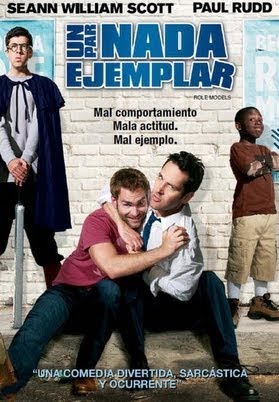 SEANN WILLIAM SCOTT PAUL RUDD
UN PAR NADA
EJEMPLAR
ROLE MODELS
Mal comportamiento
Mala actitud.
Mal ejemplo.
"UNA COMEDIA DIVERTIDA, SARCÁSTICA
Y OCURRENTE"